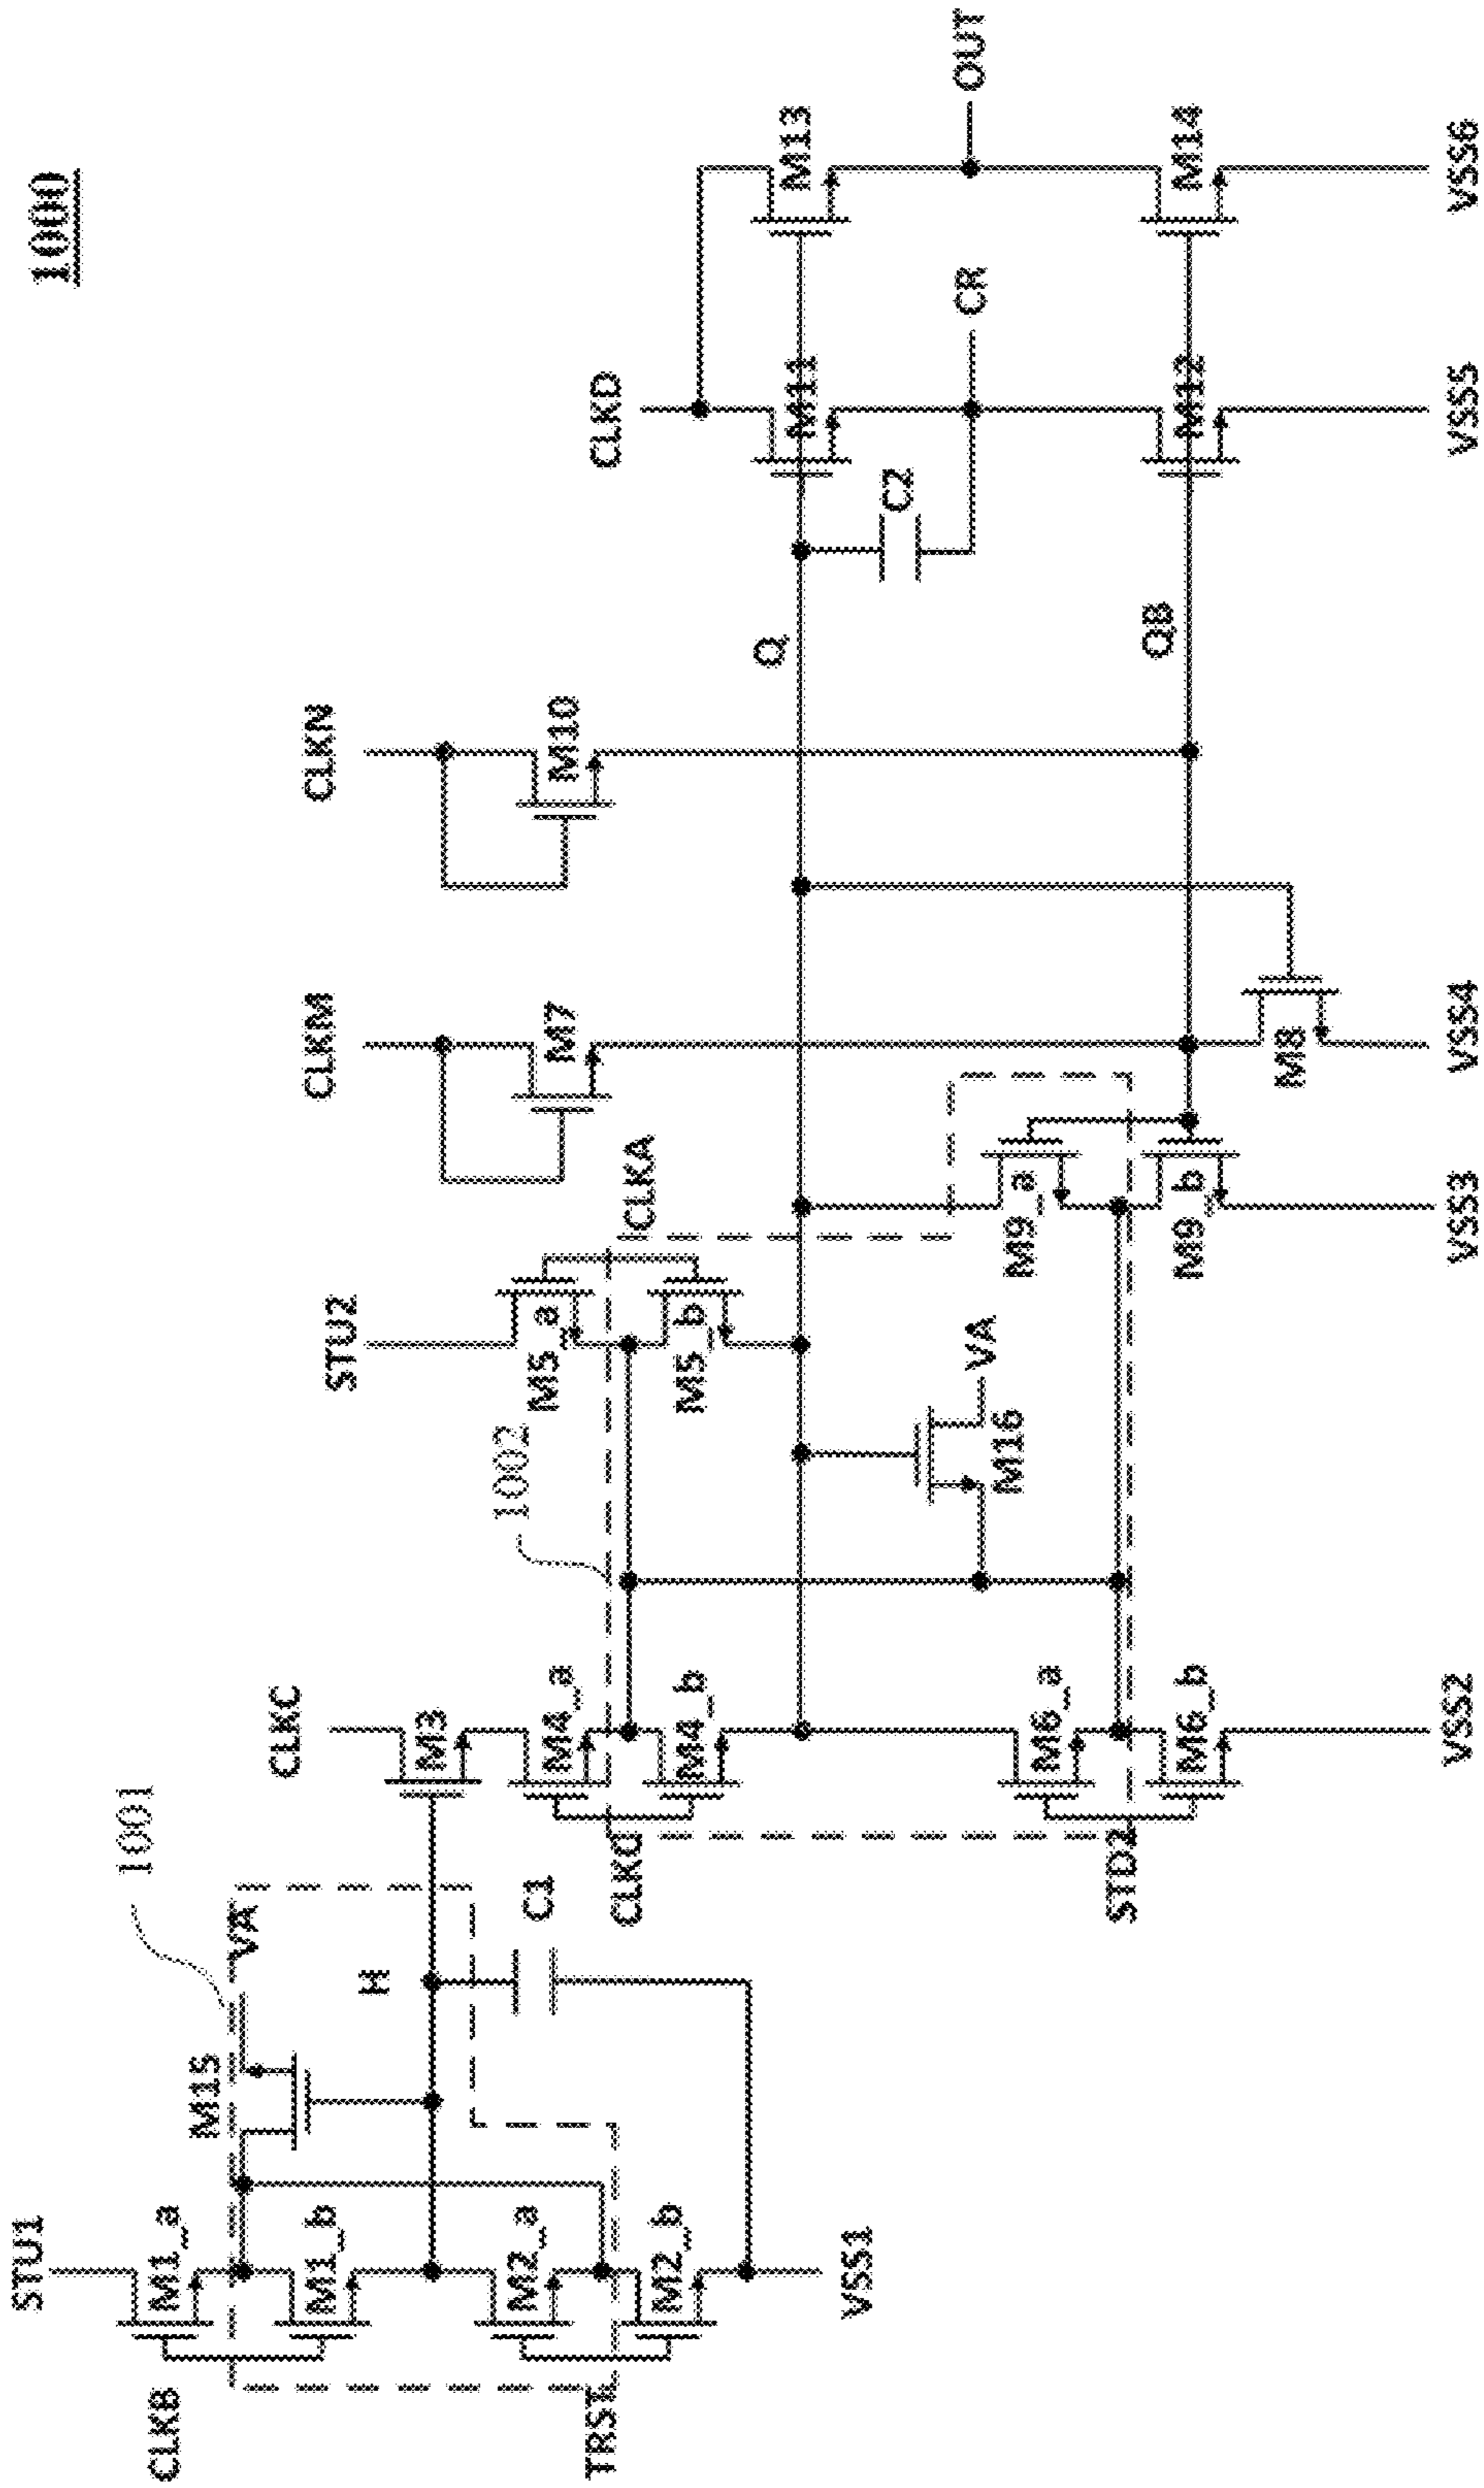 1000
STU1
CLKB
M1_a
M1_b
M15
VA
1001
H
TRST
M2_a
M2_b
C1
VSS1
CLKC
M3
M4_a
M4_b
CLKC
1002
STU2
M5_a
M5_b
CLKA
M16
VA
STD2
M6_a
M6_b
VSS2
CLKM
M7
CLKN
M10
M9_a
M9_b
VSS3
M8
VSS4
Q
QB
C2
CLKD
M11
M13
CR
OUT
M12
M14
VSS5
VSS6